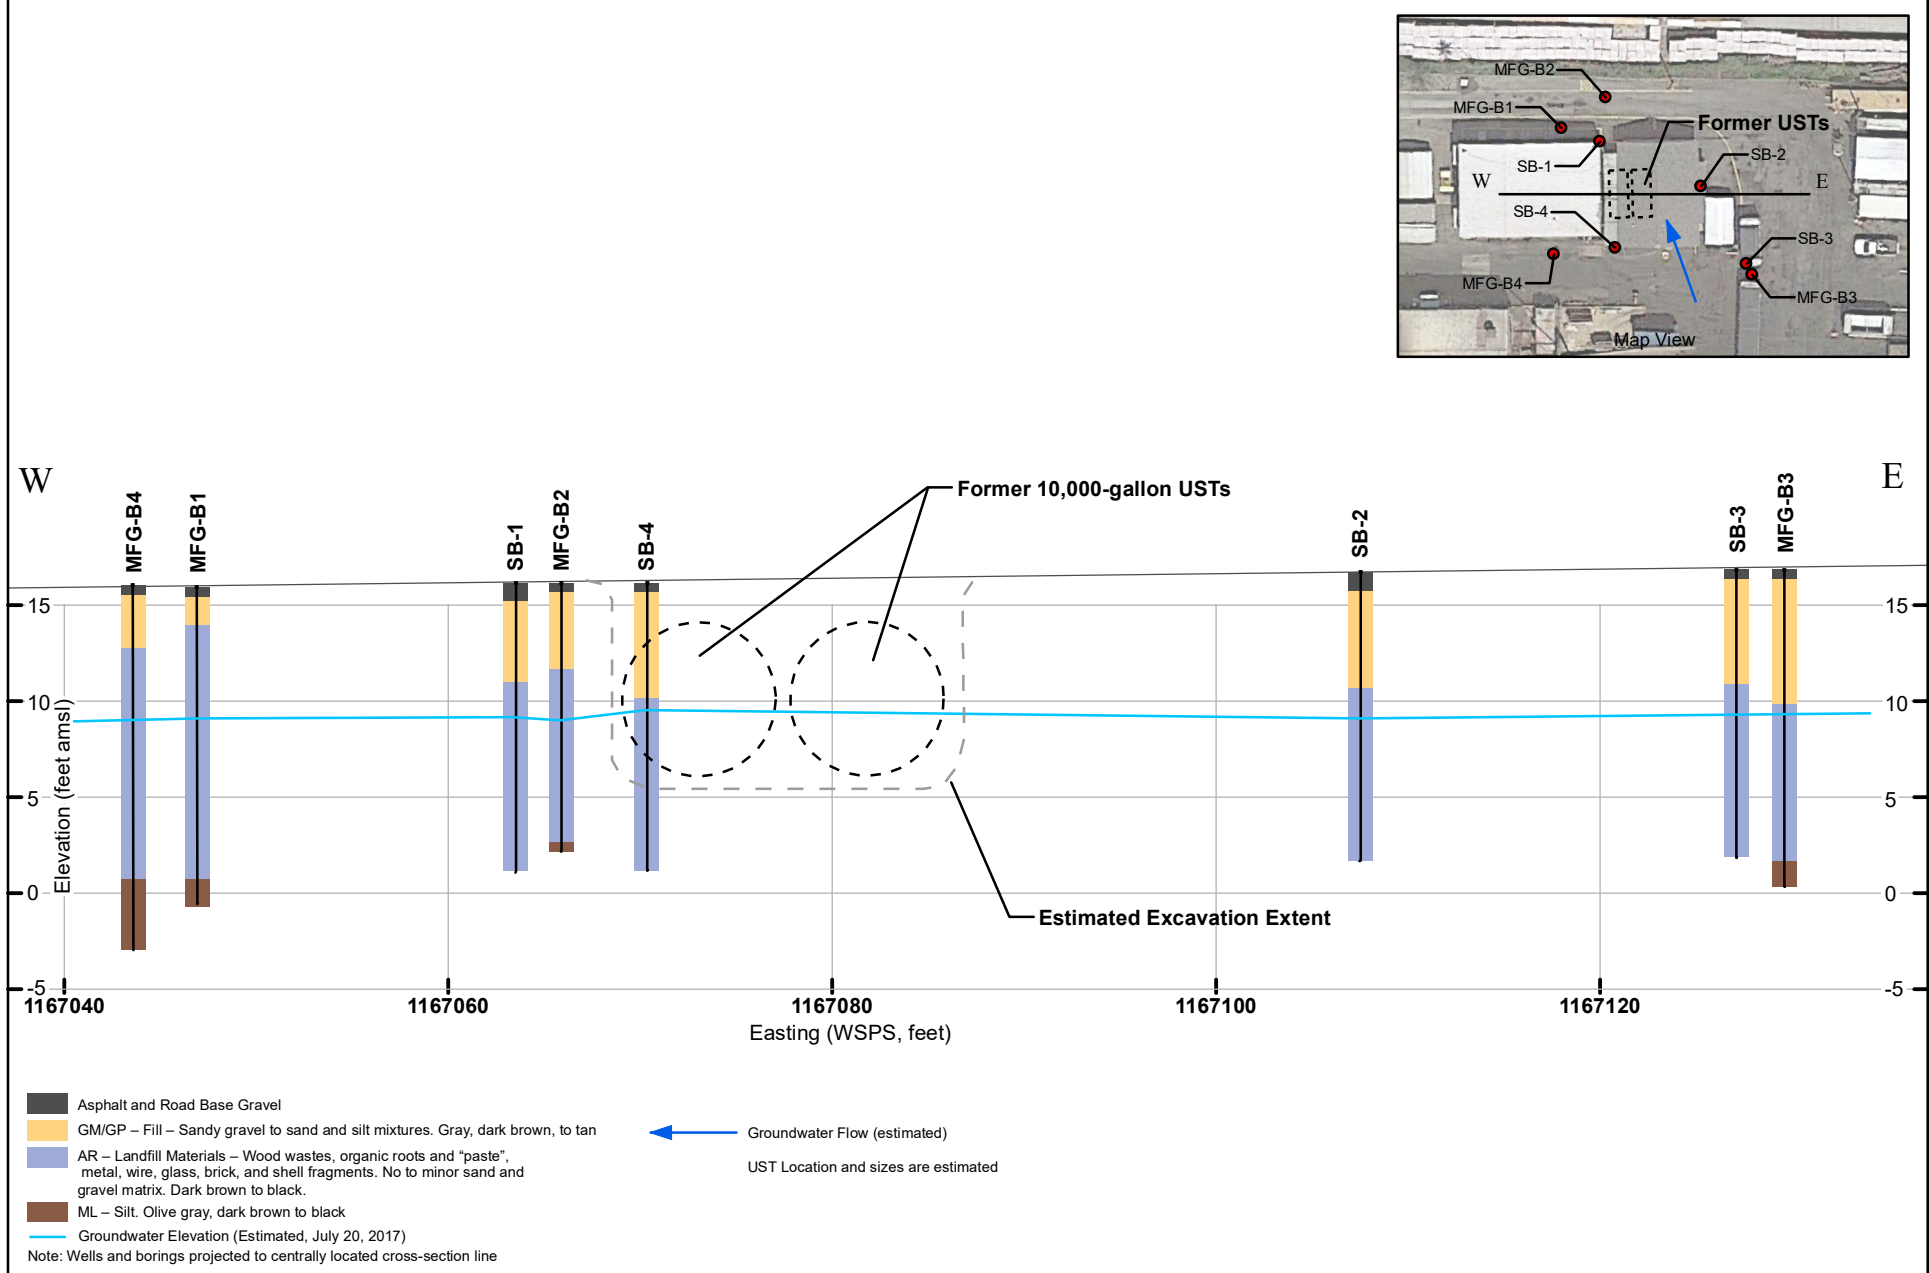 MFG-B2
MFG-B1
Former USTs
SB-1
SB-2
W
E
SB-4
SB-3
MFG-B4
MFG-B3
Map View
W
E
MFG-B4
MFG-B1
SB-1
MFG-B2
SB-4
SB-2
SB-3
MFG-B3
Former 10,000-gallon USTs
15
15
10
10
5
5
0
0
-5
-5
Elevation (feet amsl)
Estimated Excavation Extent
1167040
1167060
1167080
1167100
1167120
Easting (WSPS, feet)
Asphalt and Road Base Gravel
GM/GP – Fill – Sandy gravel to sand and silt mixtures. Gray, dark brown, to tan
AR – Landfill Materials – Wood wastes, organic roots and “paste”,
metal, wire, glass, brick, and shell fragments. No to minor sand and
gravel matrix. Dark brown to black.
ML – Silt. Olive gray, dark brown to black
Groundwater Elevation (Estimated, July 20, 2017)
Note: Wells and borings projected to centrally located cross-section line
Groundwater Flow (estimated)
UST Location and sizes are estimated